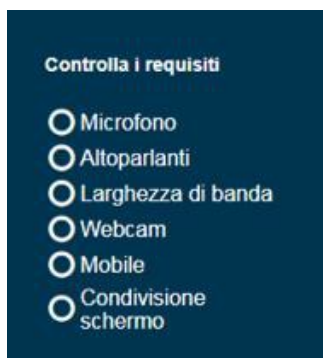 Controlla i requisiti
Microfono
Altoparlanti
Larghezza di banda
Webcam
Mobile
Condivisione
schermo